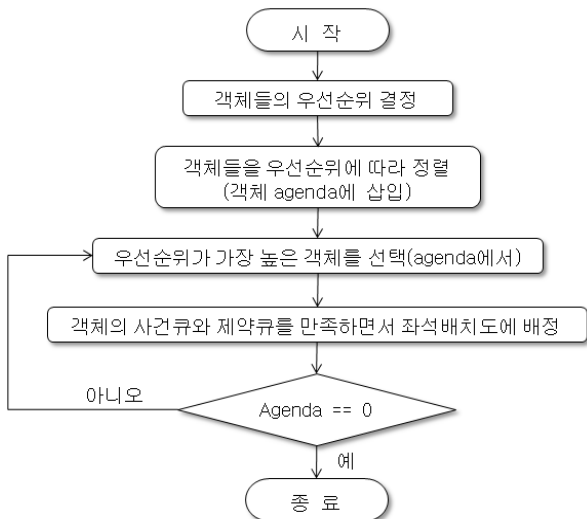 시 작
객체들의 우선순위 결정
객체들을 우선순위에 따라 정렬
(객체 agenda에 삽입)
우선순위가 가장 높은 객체를 선택(agenda에서)
객체의 사건큐와 제약큐를 만족하면서 좌석배치도에 배정
아니오
Agenda == 0
예
종 료